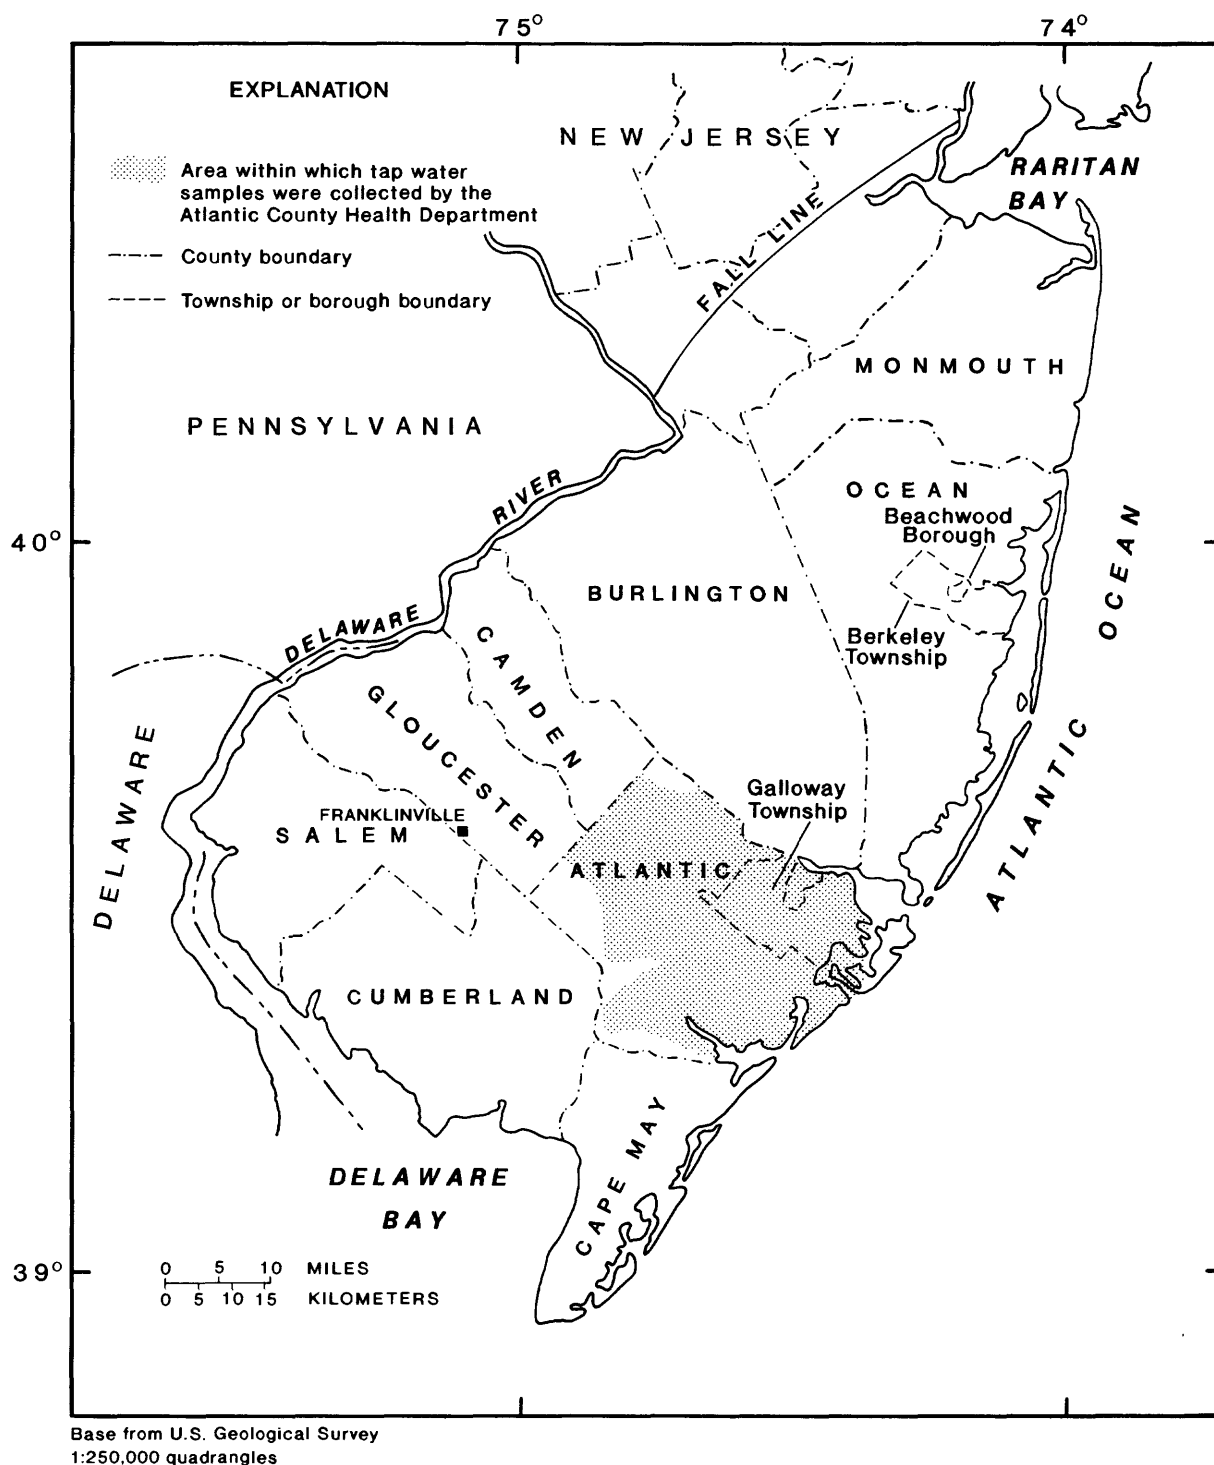 75°
74°
EXPLANATION
Area within which tap water
samples were collected by the
Atlantic County Health Department
County boundary
Township or borough boundary
NEW JERSEY
RARITAN
BAY
FALL LINE
MONMOUTH
PENNSYLVANIA
RIVER
OCEAN
Beachwood
Borough
40°
BURLINGTON
OCEAN
DELAWARE
CAMDEN
Berkeley
Township
GLOUCESTER
DELAWARE
ATLANTIC
Galloway
Township
FRANKLINVILLE
SALEM
ATLANTIC
CUMBERLAND
CAPE MAY
DELAWARE
BAY
39°
0 5 10 MILES
0 5 10 15 KILOMETERS
Base from U.S. Geological Survey
1:250,000 quadrangles